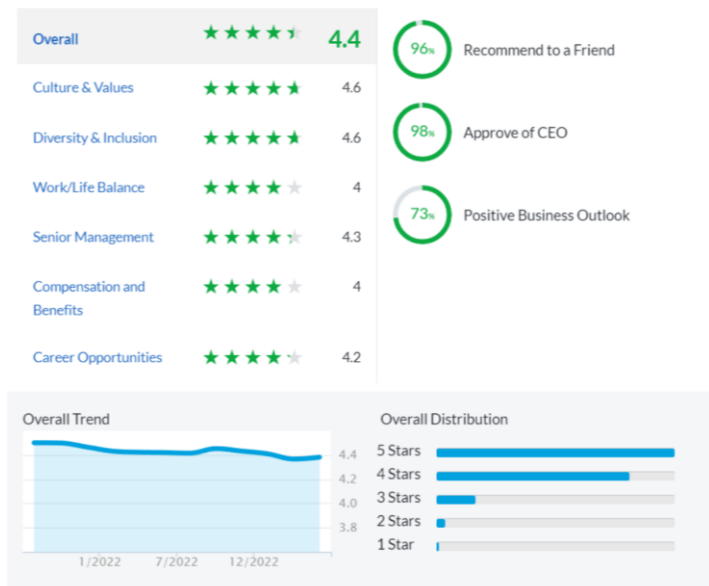 Overall 4.4
Culture & Values 4.6
Diversity & Inclusion 4.6
Work/Life Balance 4
Senior Management 4.3
Compensation and
Benefits 4
Career Opportunities 4.2
96% Recommend to a Friend
98% Approve of CEO
73% Positive Business Outlook
Overall Trend
4.4
4.2
4.0
3.8
1/2022 7/2022 12/2022
Overall Distribution
5 Stars
4 Stars
3 Stars
2 Stars
1 Star